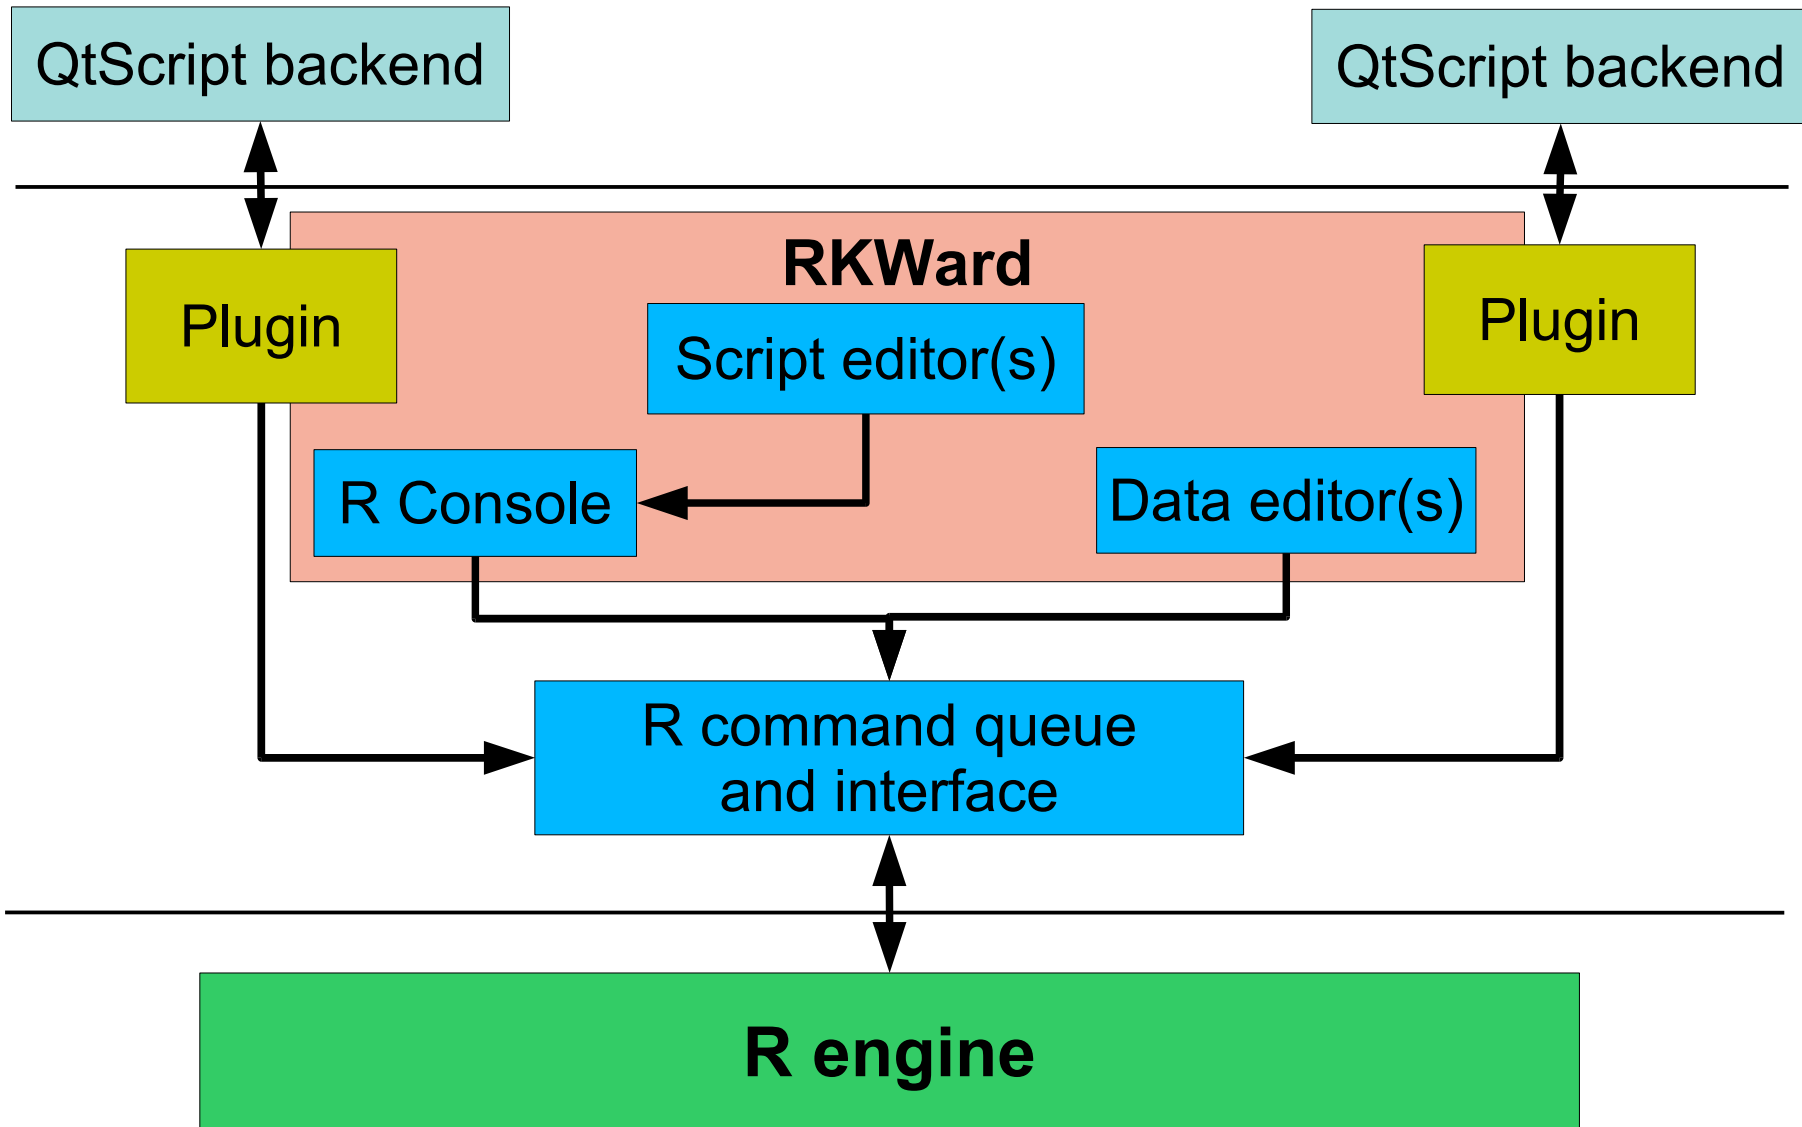 QtScript backend
QtScript backend
RKWard
Plugin
Plugin
Script editor(s)
R Console
Data editor(s)
R command queue
and interface
R engine